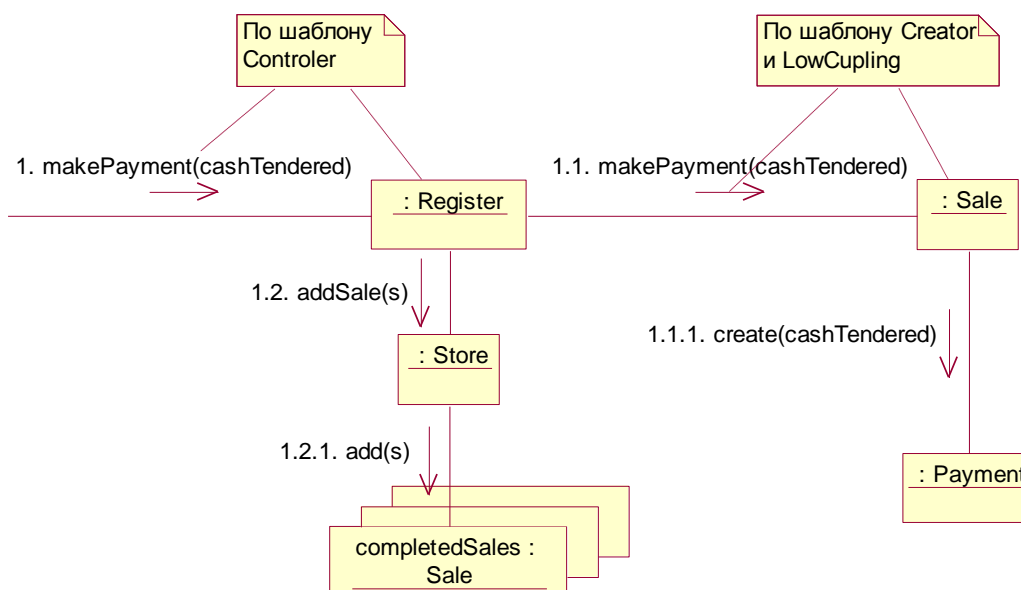 По шаблону
Controler
По шаблону Creator
и LowCupling
1. makePayment(cashTendered)
1.1. makePayment(cashTendered)
: Register
: Sale
1.2. addSale(s)
1.1.1. create(cashTendered)
: Store
1.2.1. add(s)
: Payment
completedSales :
Sale